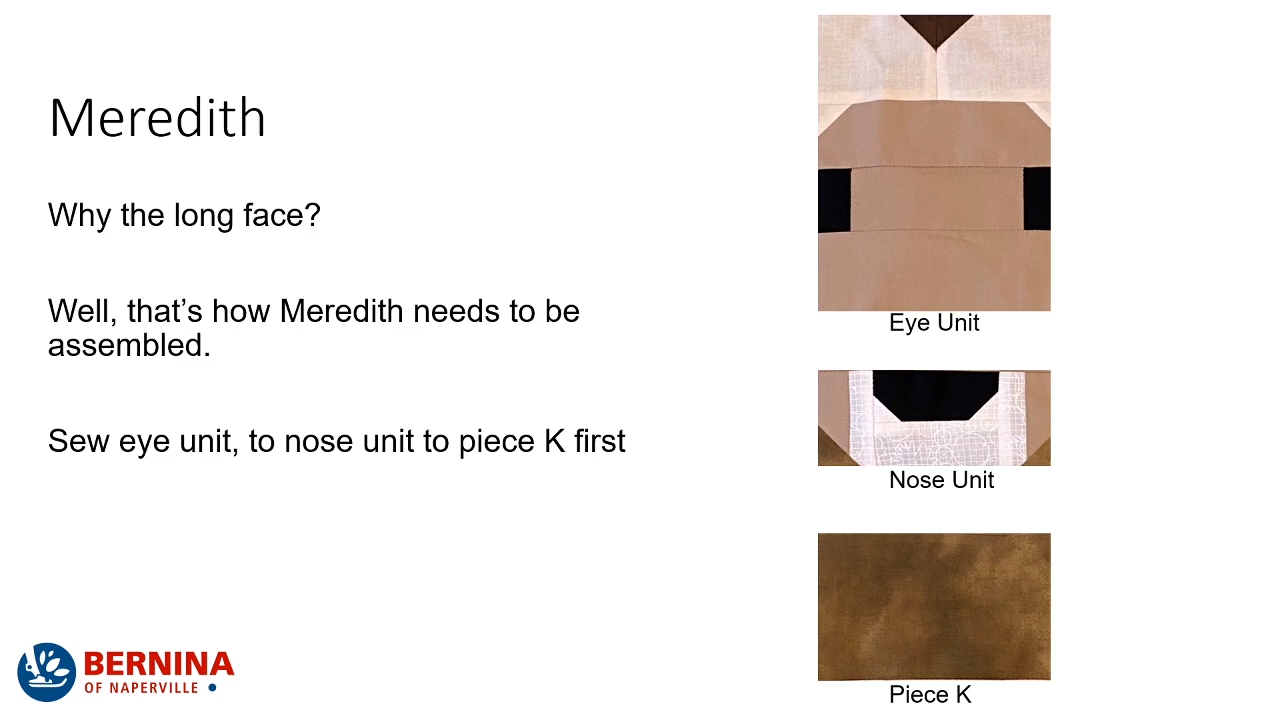 Meredith
Why the long face?
Well, that’s how Meredith needs to be
assembled.
Sew eye unit, to nose unit to piece K first
Eye Unit
Nose Unit
Piece K
BERNINA
OF NAPERVILLE